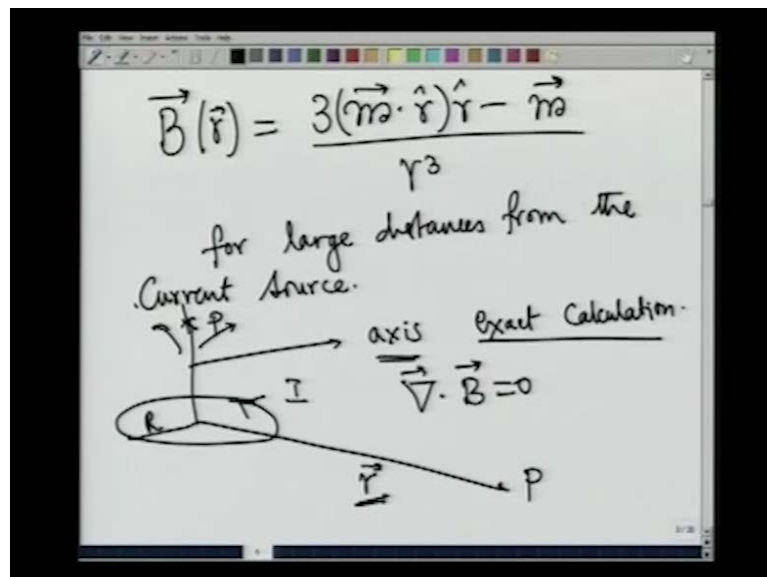 B⃗(r⃗) = 3(m⃗·r̂)r̂ − m⃗ / r³
for large distances from the
Current Source.
P
axis Exact Calculation.
I ∇⃗·B⃗ = 0
R
r⃗ P